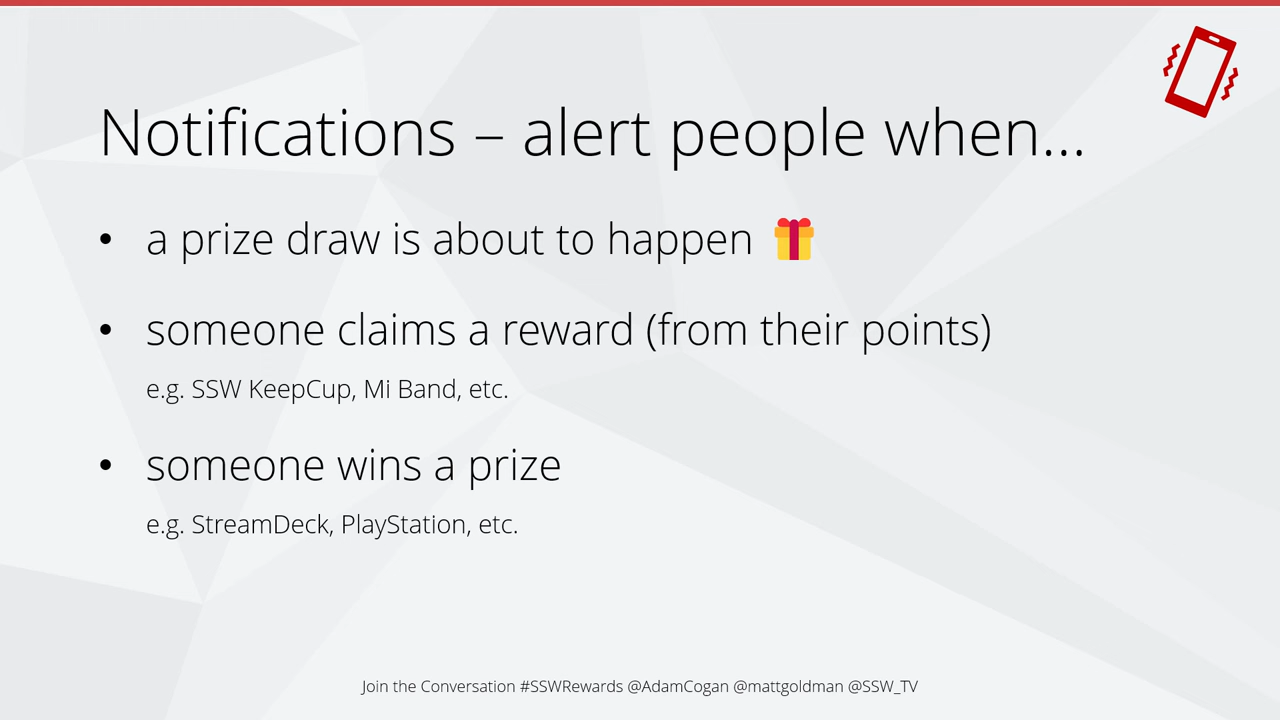 Notifications – alert people when...
• a prize draw is about to happen 🎁
• someone claims a reward (from their points)
e.g. SSW KeepCup, Mi Band, etc.
• someone wins a prize
e.g. StreamDeck, PlayStation, etc.
Join the Conversation #SSWRewards @AdamCogan @mattgoldman @SSW_TV